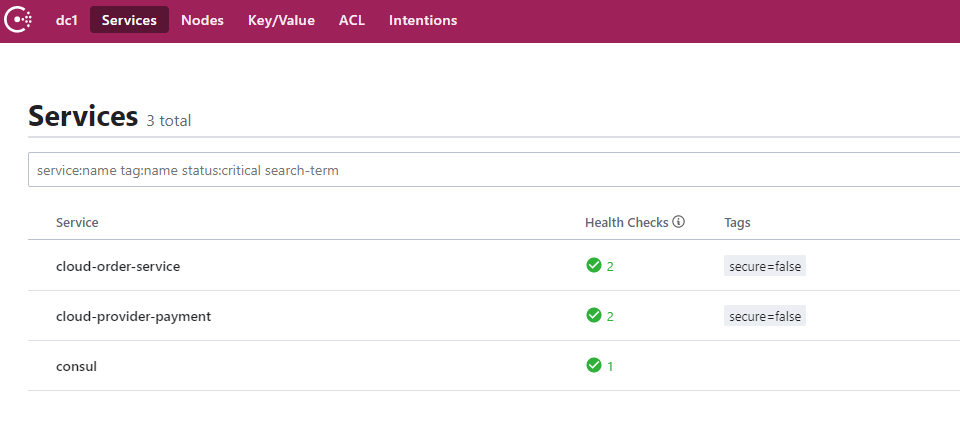 dc1 Services Nodes Key/Value ACL Intentions
Services 3 total
service:name tag:name status:critical search-term
Service Health Checks Tags
cloud-order-service 2 secure=false
cloud-provider-payment 2 secure=false
consul 1